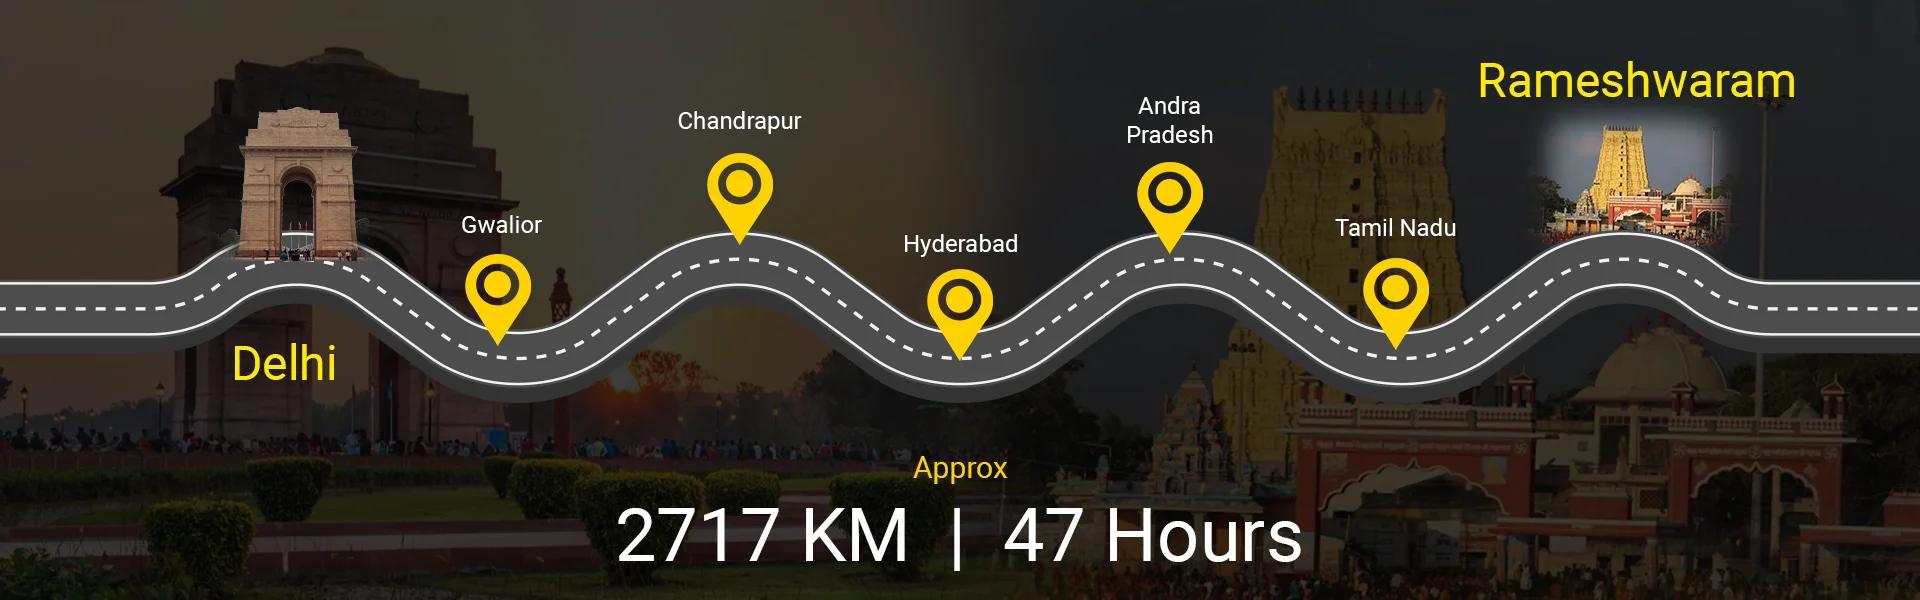 Rameshwaram
Andra
Pradesh
Chandrapur
Gwalior
Tamil Nadu
Hyderabad
Delhi
Approx
2717 KM | 47 Hours